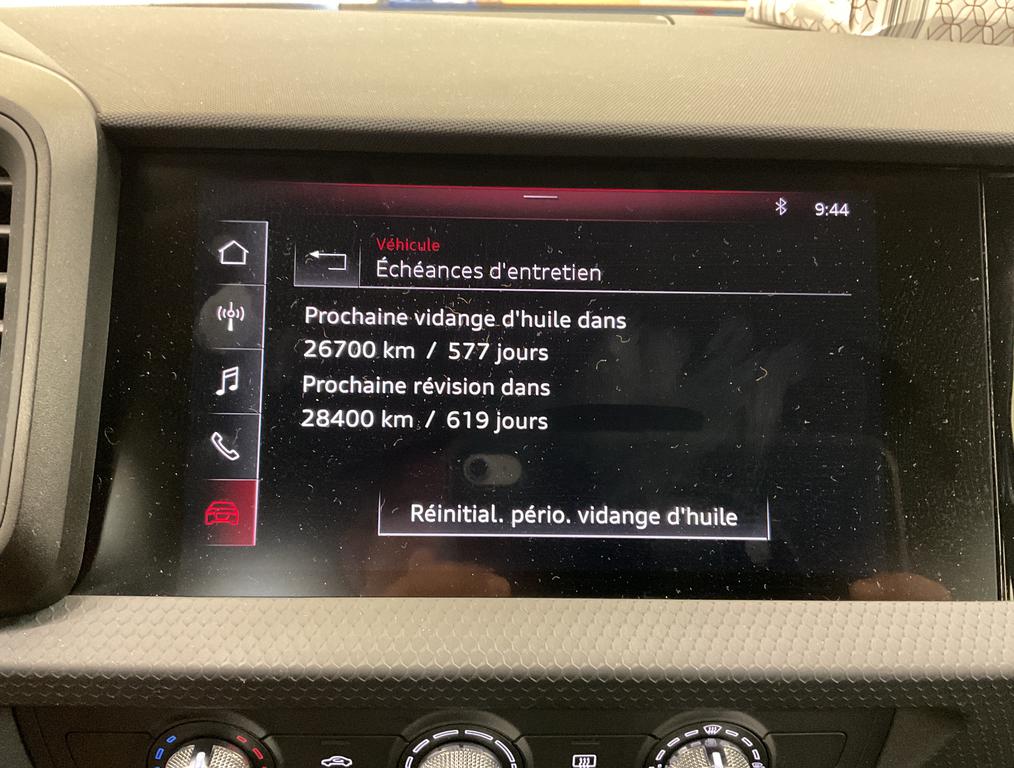 9:44
Véhicule
Échéances d'entretien
Prochaine vidange d'huile dans
26700 km / 577 jours
Prochaine révision dans
28400 km / 619 jours
Réinitial. pério. vidange d'huile